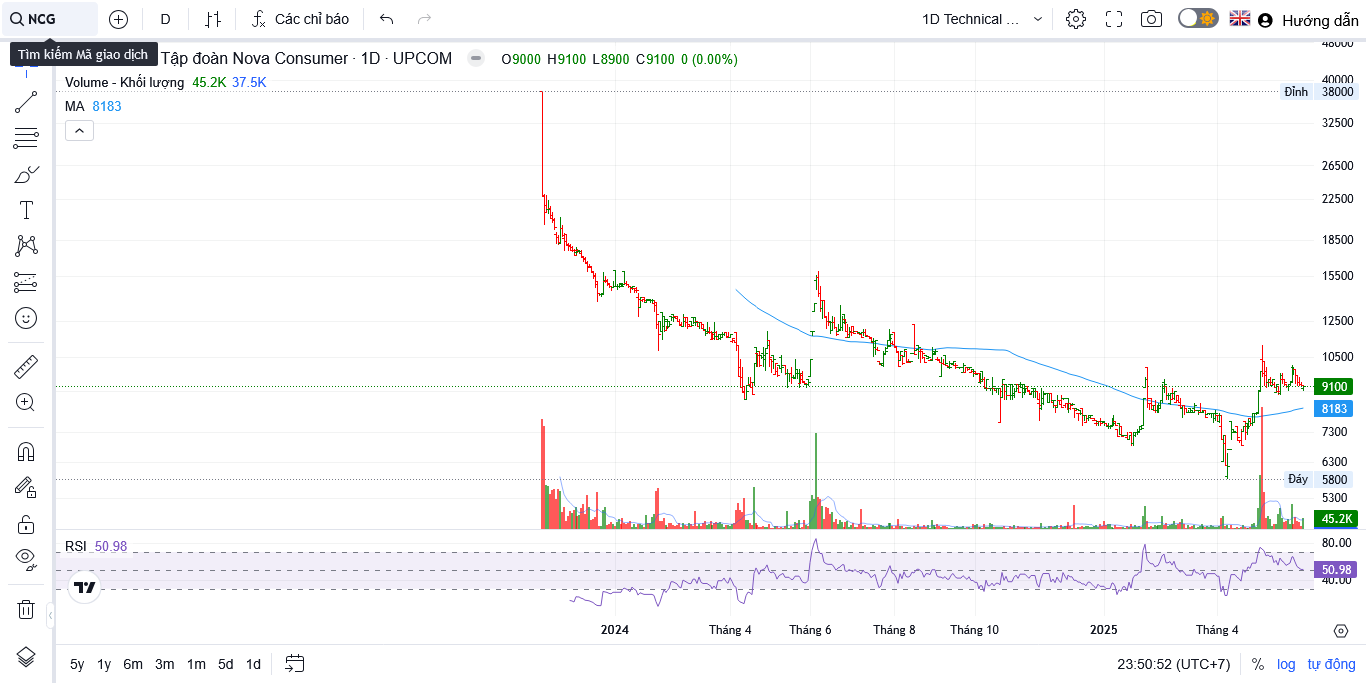 NCG
D
Các chỉ báo
1D Technical ...
Hướng dẫn
Tìm kiếm Mã giao dịch
Tập đoàn Nova Consumer · 1D · UPCOM
O9000 H9100 L8900 C9100 0 (0.00%)
Volume - Khối lượng 45.2K 37.5K
MA 8183
48000
40000
Đỉnh 38000
32500
26500
22500
18500
15500
12500
10500
9100
8183
7300
6300
Đáy 5800
5300
45.2K
RSI 50.98
80.00
50.98
40.00
2024
Tháng 4
Tháng 6
Tháng 8
Tháng 10
2025
Tháng 4
5y 1y 6m 3m 1m 5d 1d
23:50:52 (UTC+7)
% log tự động